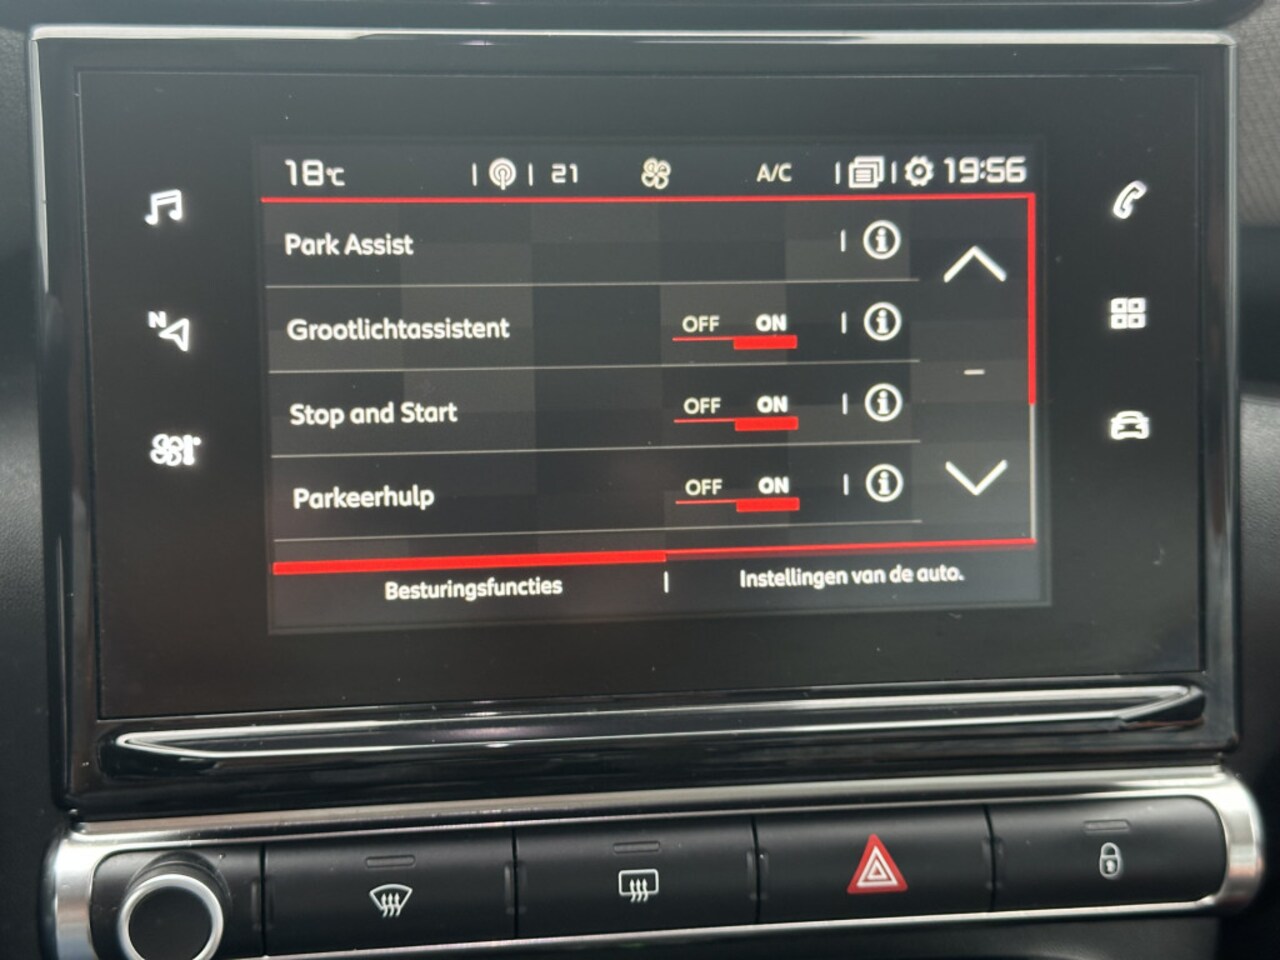 18°C 21 A/C 19:56
Park Assist
Grootlichtassistent OFF ON
Stop and Start OFF ON
Parkeerhulp OFF ON
Besturingsfuncties Instellingen van de auto.
N